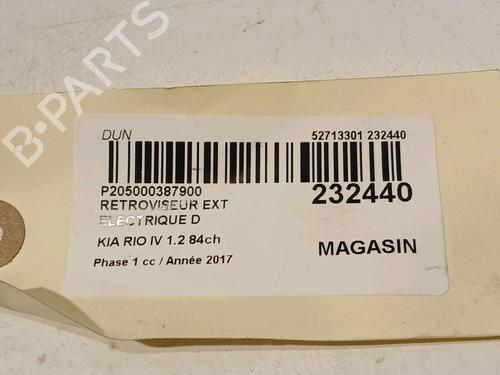 B-PARTS
DUN 52713301 232440
P205000387900 232440
RETROVISEUR EXT
ELECTRIQUE D
KIA RIO IV 1.2 84ch MAGASIN
Phase 1 cc / Année 2017